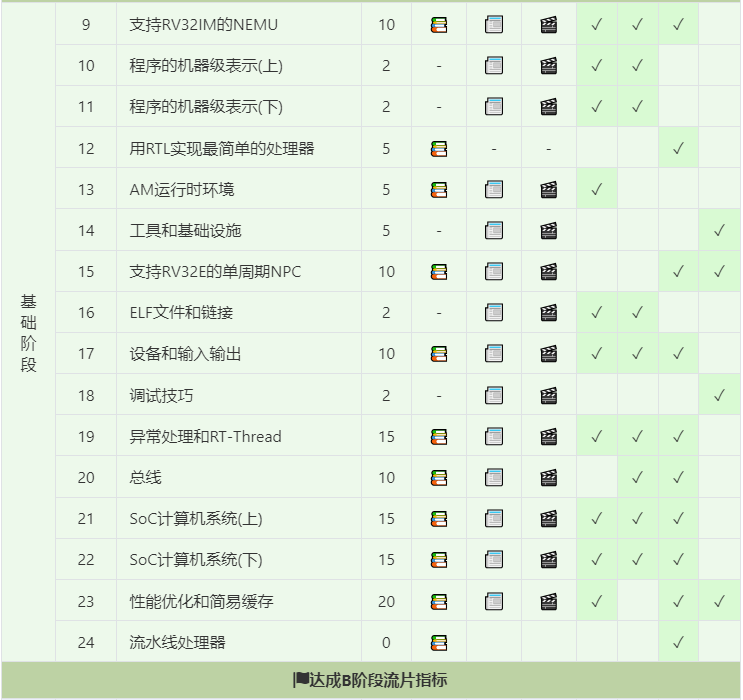 基础阶段
9 支持RV32IM的NEMU 10 ✓ ✓ ✓
10 程序的机器级表示(上) 2 - ✓ ✓
11 程序的机器级表示(下) 2 - ✓ ✓
12 用RTL实现最简单的处理器 5 - - ✓
13 AM运行时环境 5 ✓
14 工具和基础设施 5 - ✓
15 支持RV32E的单周期NPC 10 ✓ ✓
16 ELF文件和链接 2 - ✓ ✓
17 设备和输入输出 10 ✓ ✓ ✓
18 调试技巧 2 - ✓
19 异常处理和RT-Thread 15 ✓ ✓ ✓
20 总线 10 ✓ ✓
21 SoC计算机系统(上) 15 ✓ ✓ ✓
22 SoC计算机系统(下) 15 ✓ ✓ ✓
23 性能优化和简易缓存 20 ✓ ✓ ✓
24 流水线处理器 0 ✓
达成B阶段流片指标